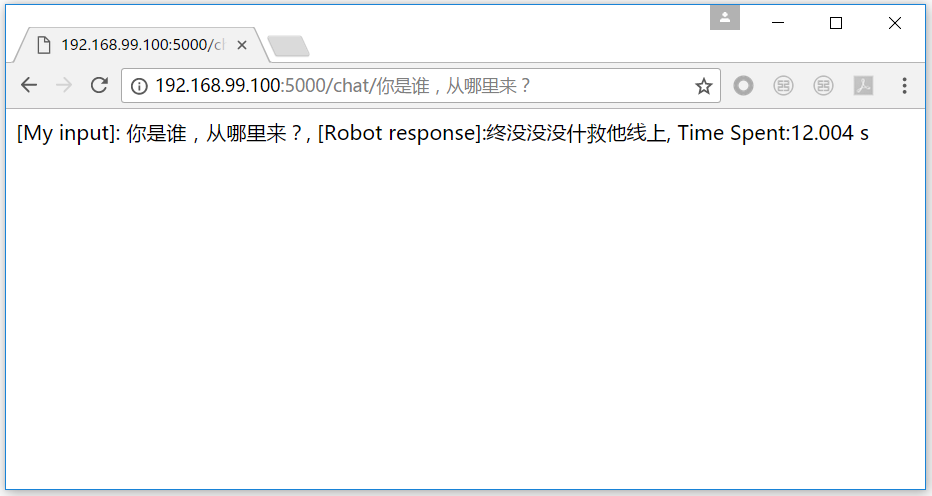 192.168.99.100:5000/c
192.168.99.100:5000/chat/你是谁，从哪里来？
[My input]: 你是谁，从哪里来？, [Robot response]:终没没没什救他线上, Time Spent:12.004 s